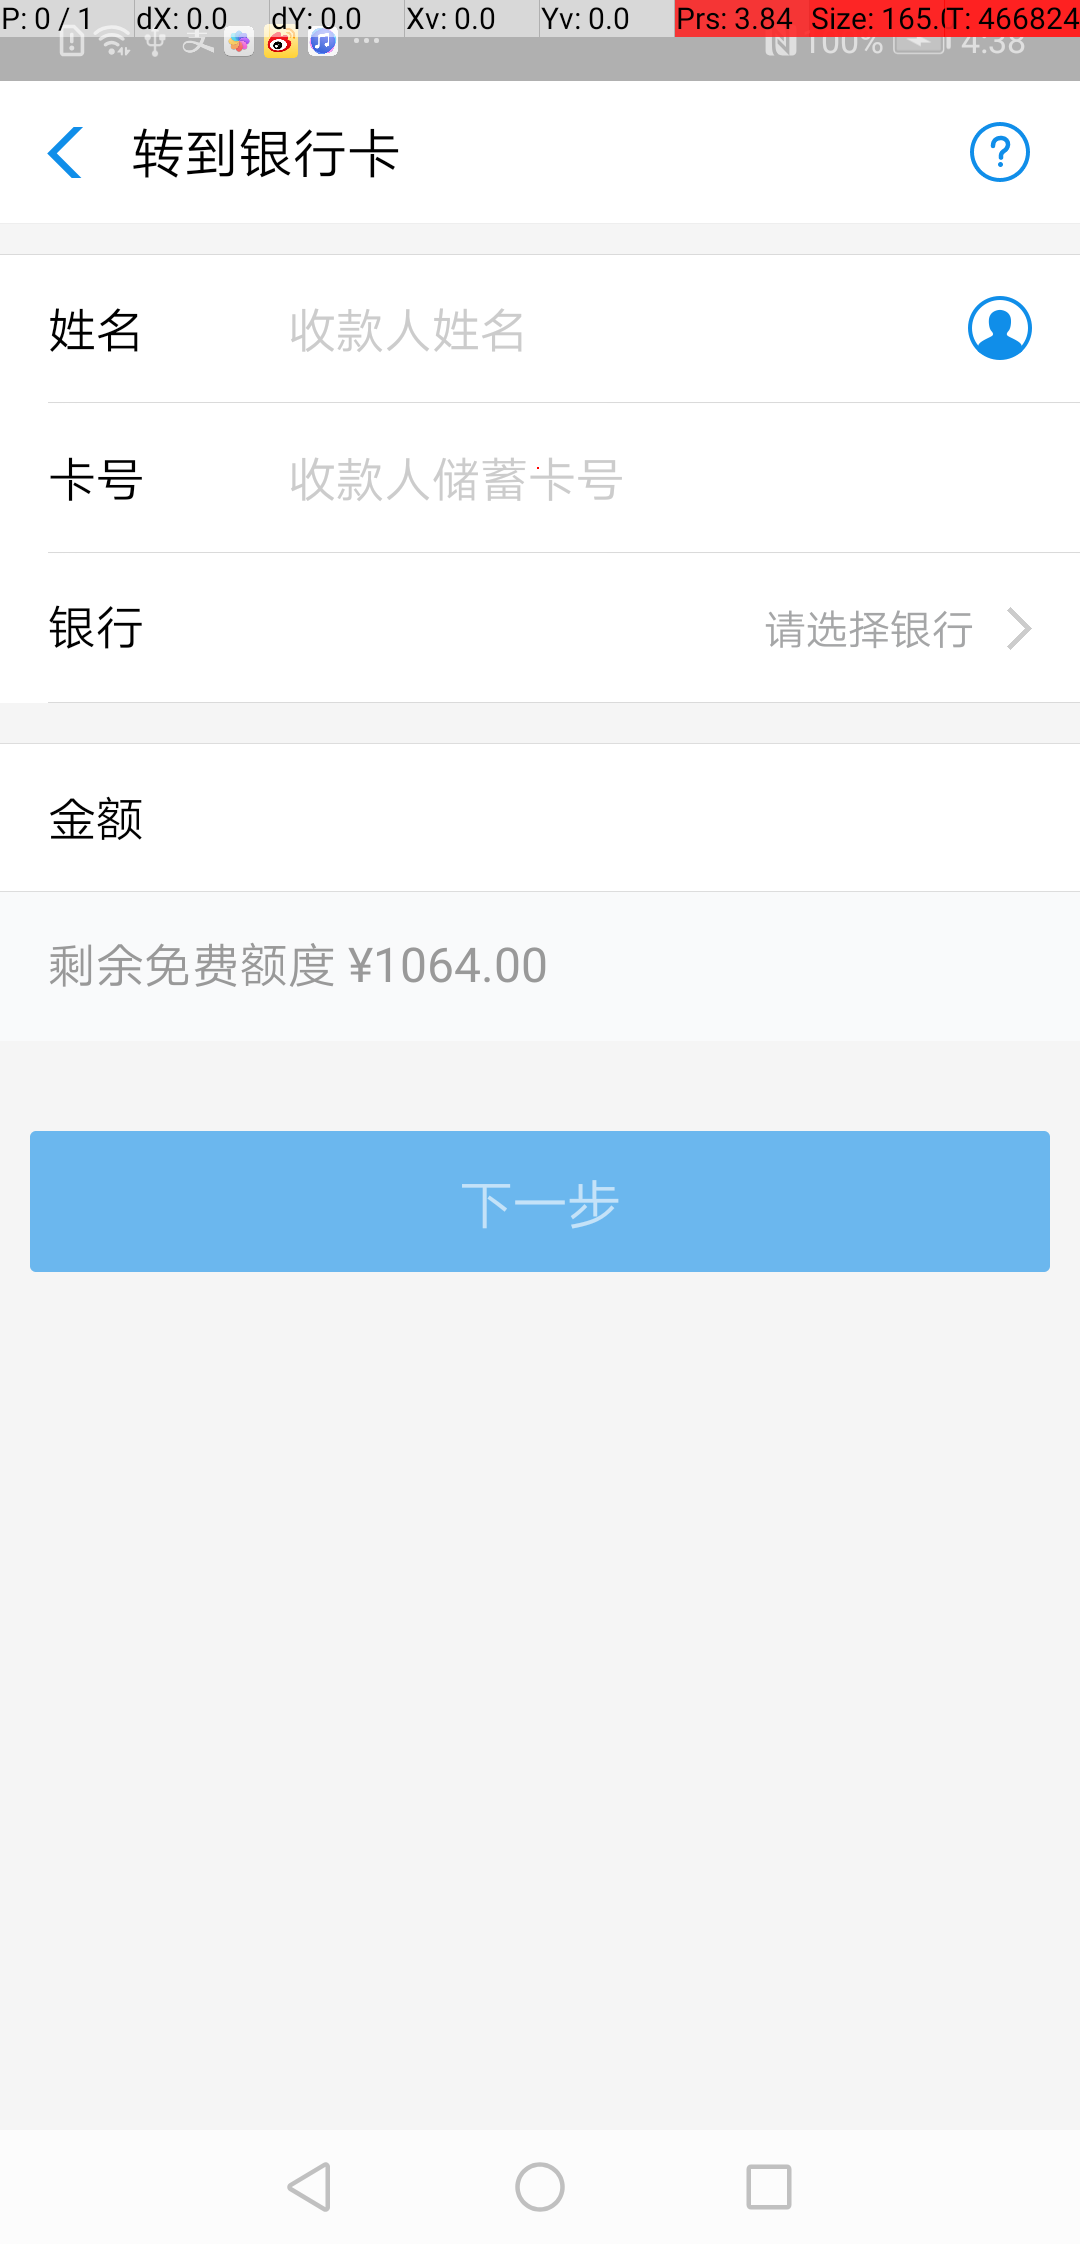 P: 0 / 1 dX: 0.0 dY: 0.0 Xv: 0.0 Yv: 0.0 Prs: 3.84 Size: 165.0 T: 466824
支 100% 4:38
转到银行卡
姓名 收款人姓名
卡号 收款人储蓄卡号
银行 请选择银行
金额
剩余免费额度 ¥1064.00
下一步